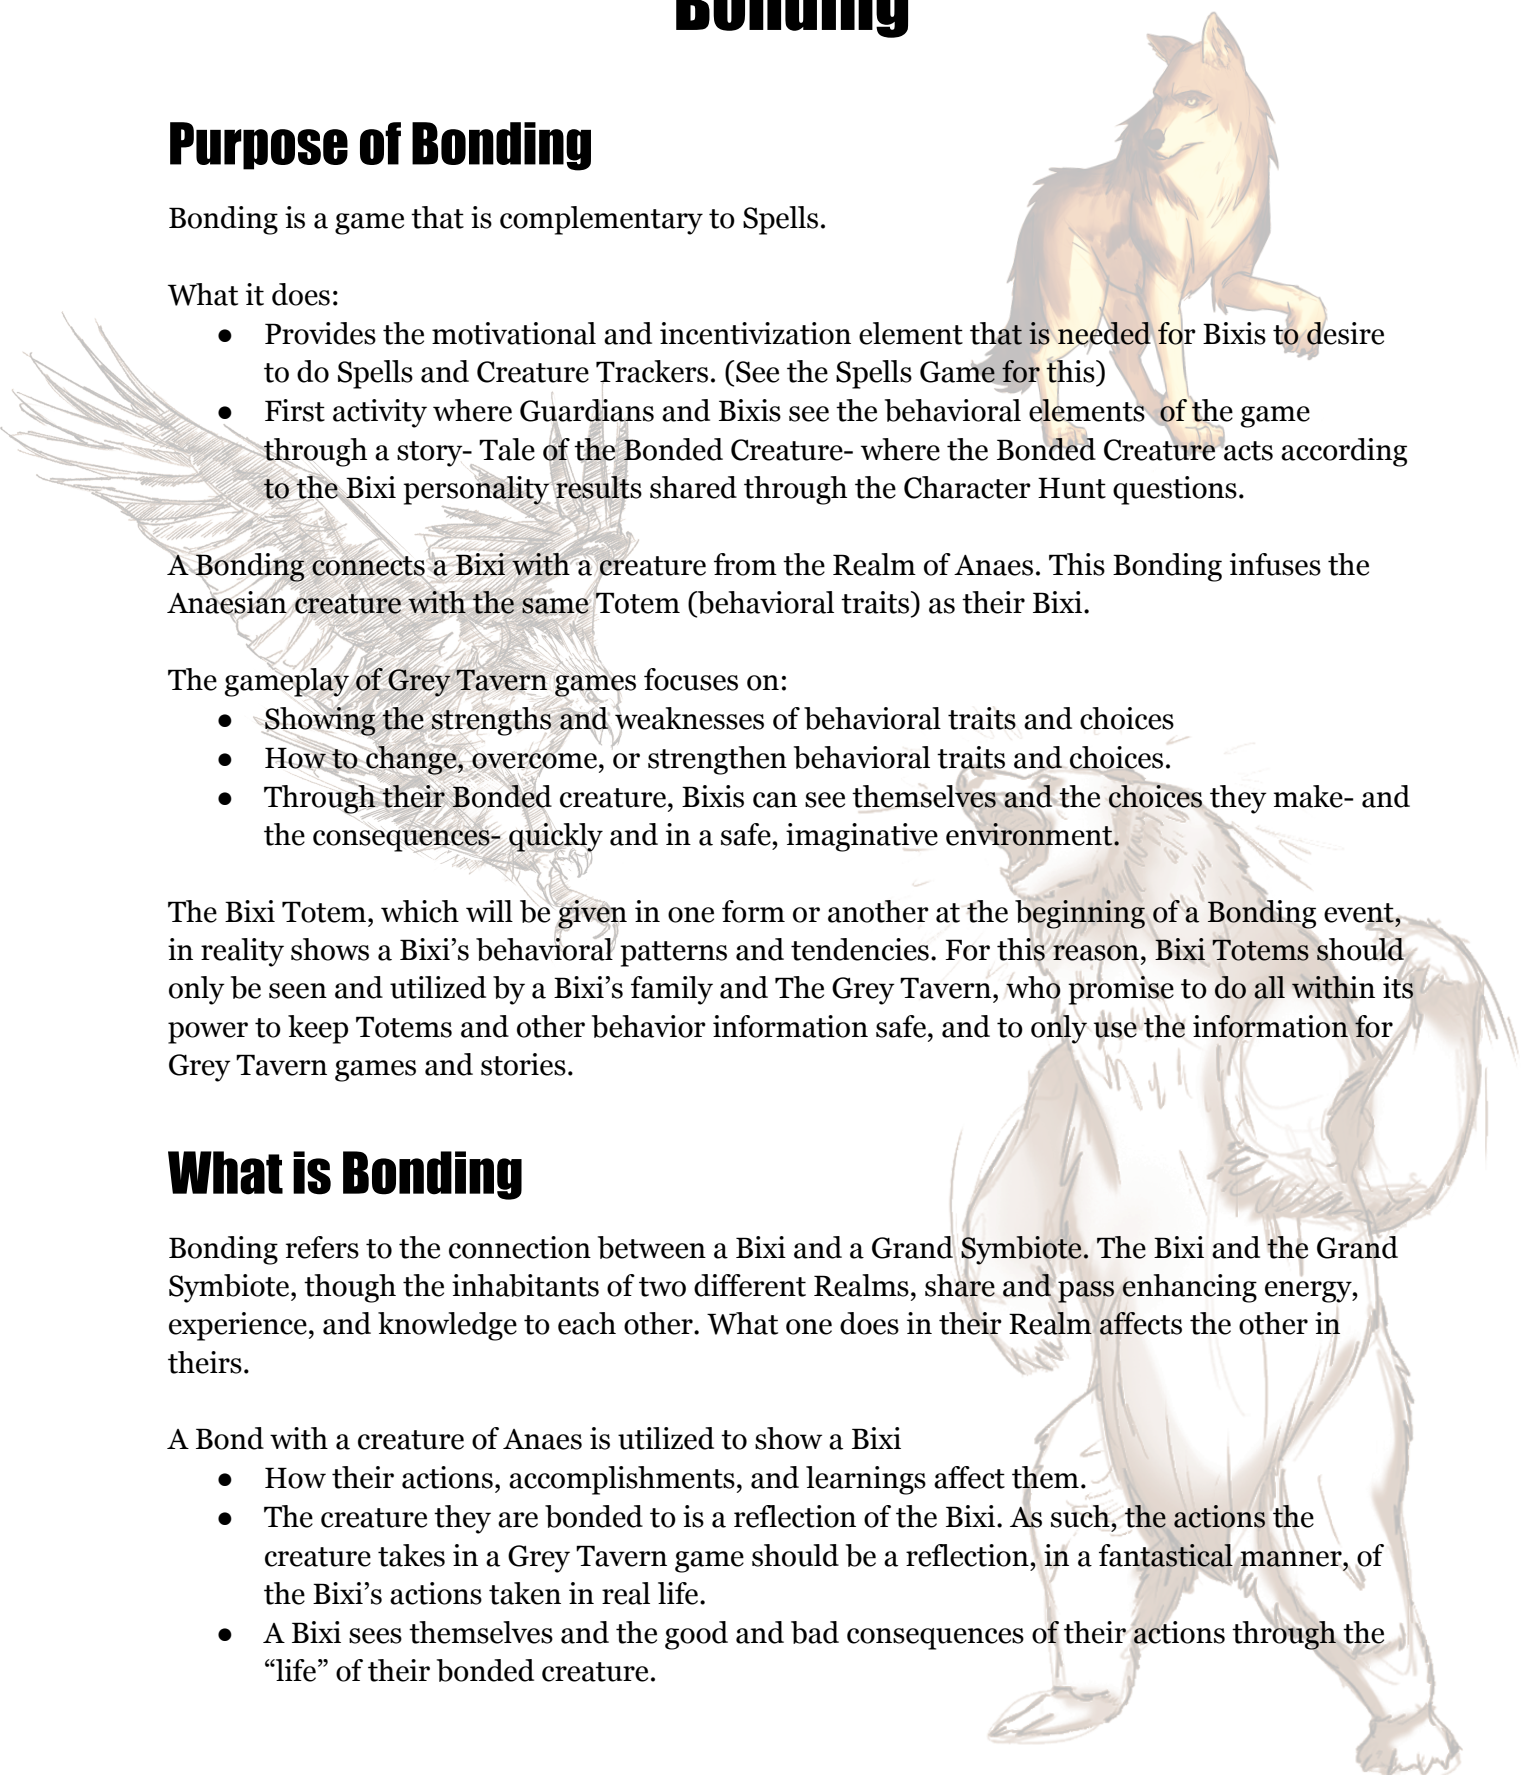 Bonding
Purpose of Bonding
Bonding is a game that is complementary to Spells.
What it does:
● Provides the motivational and incentivization element that is needed for Bixis to desire
to do Spells and Creature Trackers. (See the Spells Game for this)
● First activity where Guardians and Bixis see the behavioral elements  of the game
through a story- Tale of the Bonded Creature- where the Bonded Creature acts according
to the Bixi personality results shared through the Character Hunt questions.
A Bonding connects a Bixi with a creature from the Realm of Anaes. This Bonding infuses the
Anaesian creature with the same Totem (behavioral traits) as their Bixi.
The gameplay of Grey Tavern games focuses on:
● Showing the strengths and weaknesses of behavioral traits and choices
● How to change, overcome, or strengthen behavioral traits and choices.
● Through their Bonded creature, Bixis can see themselves and the choices they make- and
the consequences- quickly and in a safe, imaginative environment.
The Bixi Totem, which will be given in one form or another at the beginning of a Bonding event,
in reality shows a Bixi’s behavioral patterns and tendencies. For this reason, Bixi Totems should
only be seen and utilized by a Bixi’s family and The Grey Tavern, who promise to do all within its
power to keep Totems and other behavior information safe, and to only use the information for
Grey Tavern games and stories.
What is Bonding
Bonding refers to the connection between a Bixi and a Grand Symbiote. The Bixi and the Grand
Symbiote, though the inhabitants of two different Realms, share and pass enhancing energy,
experience, and knowledge to each other. What one does in their Realm affects the other in
theirs.
A Bond with a creature of Anaes is utilized to show a Bixi
● How their actions, accomplishments, and learnings affect them.
● The creature they are bonded to is a reflection of the Bixi. As such, the actions the
creature takes in a Grey Tavern game should be a reflection, in a fantastical manner, of
the Bixi’s actions taken in real life.
● A Bixi sees themselves and the good and bad consequences of their actions through the
“life” of their bonded creature.